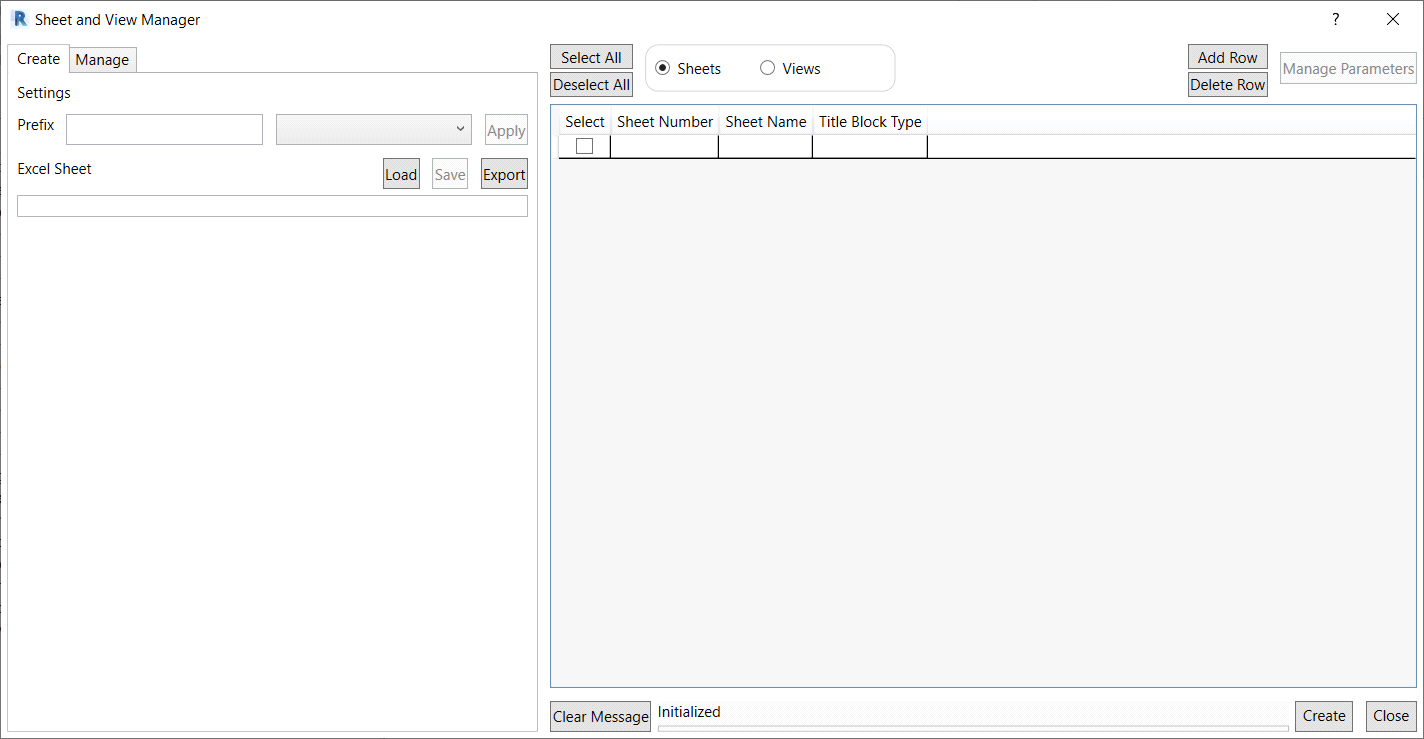 R Sheet and View Manager ?
Create Manage
Settings
Prefix Apply
Excel Sheet Load Save Export
Select All
Deselect All
Sheets Views
Add Row
Delete Row
Manage Parameters
Select Sheet Number Sheet Name Title Block Type
Clear Message Initialized Create Close